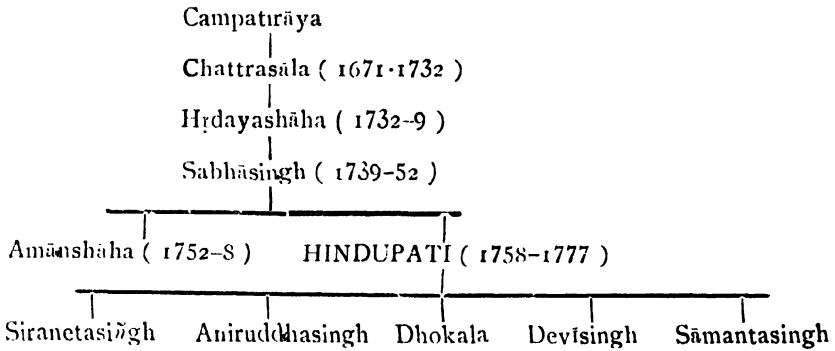 Campatirāya
Chattrasāla ( 1671-1732 )
Hṛdayashāha ( 1732-9 )
Sabhāsingh ( 1739-52 )
Amānshāha ( 1752-8 ) HINDUPATI ( 1758-1777 )
Siranetasiñgh Aniruddhasingh Dhokala Devīsingh Sāmantasingh